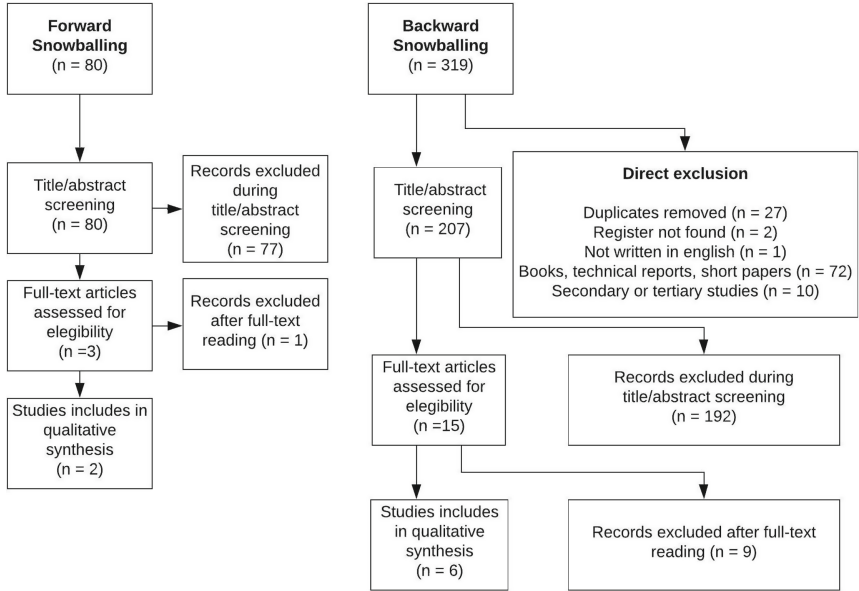 Forward
Snowballing
(n = 80)
Title/abstract
screening
(n = 80)
Records excluded
during
title/abstract
screening
(n = 77)
Full-text articles
assessed for
elegibility
(n =3)
Records excluded
after full-text
reading (n = 1)
Studies includes in
qualitative
synthesis
(n = 2)
Backward
Snowballing
(n = 319)
Title/abstract
screening
(n = 207)
Direct exclusion
Duplicates removed (n = 27)
Register not found (n = 2)
Not written in english (n = 1)
Books, technical reports, short papers (n = 72)
Secondary or tertiary studies (n = 10)
Full-text articles
assessed for
elegibility
(n =15)
Records excluded during
title/abstract screening
(n = 192)
Studies includes
in qualitative
synthesis
(n = 6)
Records excluded after full-text
reading (n = 9)